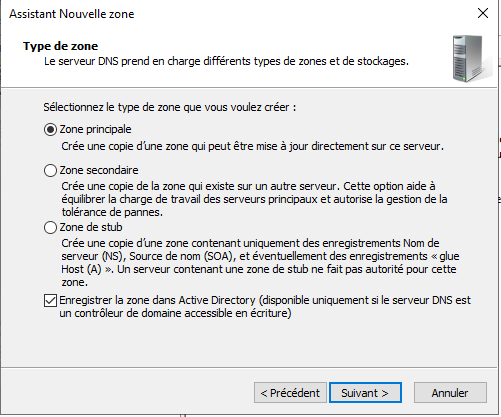 Assistant Nouvelle zone
Type de zone
Le serveur DNS prend en charge différents types de zones et de stockages.
Sélectionnez le type de zone que vous voulez créer :
Zone principale
Crée une copie d'une zone qui peut être mise à jour directement sur ce serveur.
Zone secondaire
Crée une copie de la zone qui existe sur un autre serveur. Cette option aide à
équilibrer la charge de travail des serveurs principaux et autorise la gestion de la
tolérance de pannes.
Zone de stub
Crée une copie d'une zone contenant uniquement des enregistrements Nom de
serveur (NS), Source de nom (SOA), et éventuellement des enregistrements « glue
Host (A) ». Un serveur contenant une zone de stub ne fait pas autorité pour cette
zone.
Enregistrer la zone dans Active Directory (disponible uniquement si le serveur DNS est
un contrôleur de domaine accessible en écriture)
< Précédent
Suivant >
Annuler